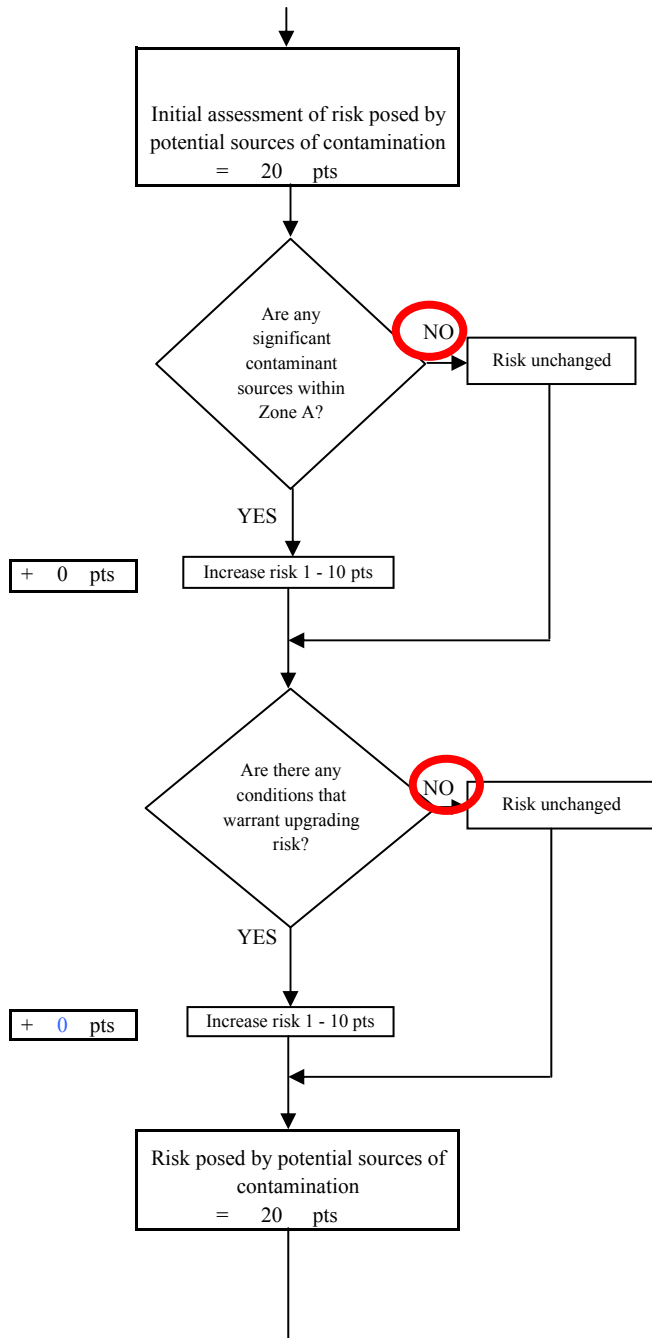 Initial assessment of risk posed by
potential sources of contamination
= 20 pts
Are any
significant
contaminant
sources within
Zone A?
NO
Risk unchanged
YES
+ 0 pts
Increase risk 1 - 10 pts
Are there any
conditions that
warrant upgrading
risk?
NO
Risk unchanged
YES
+ 0 pts
Increase risk 1 - 10 pts
Risk posed by potential sources of
contamination
= 20 pts